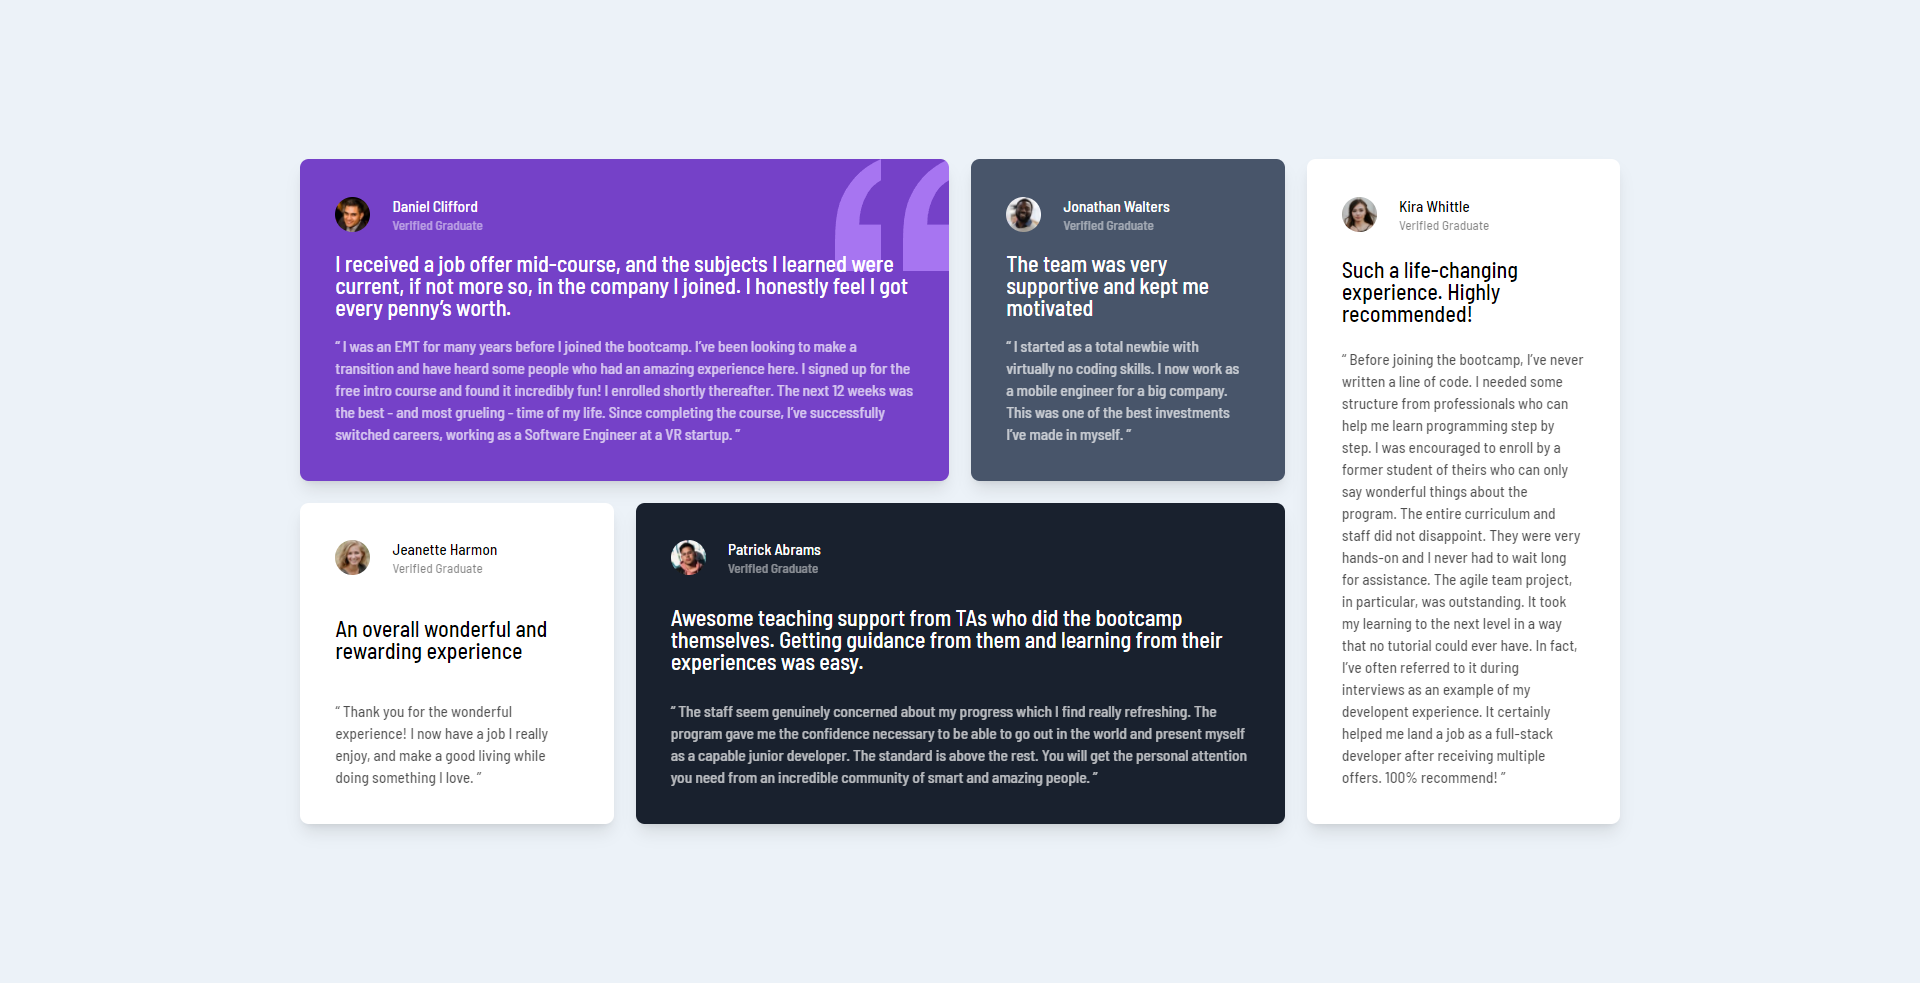 Daniel Clifford
Verified Graduate
I received a job offer mid-course, and the subjects I learned were
current, if not more so, in the company I joined. I honestly feel I got
every penny’s worth.
“ I was an EMT for many years before I joined the bootcamp. I’ve been looking to make a
transition and have heard some people who had an amazing experience here. I signed up for the
free intro course and found it incredibly fun! I enrolled shortly thereafter. The next 12 weeks was
the best - and most grueling - time of my life. Since completing the course, I’ve successfully
switched careers, working as a Software Engineer at a VR startup. ”
Jonathan Walters
Verified Graduate
The team was very
supportive and kept me
motivated
“ I started as a total newbie with
virtually no coding skills. I now work as
a mobile engineer for a big company.
This was one of the best investments
I’ve made in myself. ”
Kira Whittle
Verified Graduate
Such a life-changing
experience. Highly
recommended!
“ Before joining the bootcamp, I’ve never
written a line of code. I needed some
structure from professionals who can
help me learn programming step by
step. I was encouraged to enroll by a
former student of theirs who can only
say wonderful things about the
program. The entire curriculum and
staff did not disappoint. They were very
hands-on and I never had to wait long
for assistance. The agile team project,
in particular, was outstanding. It took
my learning to the next level in a way
that no tutorial could ever have. In fact,
I’ve often referred to it during
interviews as an example of my
developent experience. It certainly
helped me land a job as a full-stack
developer after receiving multiple
offers. 100% recommend! ”
Jeanette Harmon
Verified Graduate
An overall wonderful and
rewarding experience
“ Thank you for the wonderful
experience! I now have a job I really
enjoy, and make a good living while
doing something I love. ”
Patrick Abrams
Verified Graduate
Awesome teaching support from TAs who did the bootcamp
themselves. Getting guidance from them and learning from their
experiences was easy.
“ The staff seem genuinely concerned about my progress which I find really refreshing. The
program gave me the confidence necessary to be able to go out in the world and present myself
as a capable junior developer. The standard is above the rest. You will get the personal attention
you need from an incredible community of smart and amazing people. ”